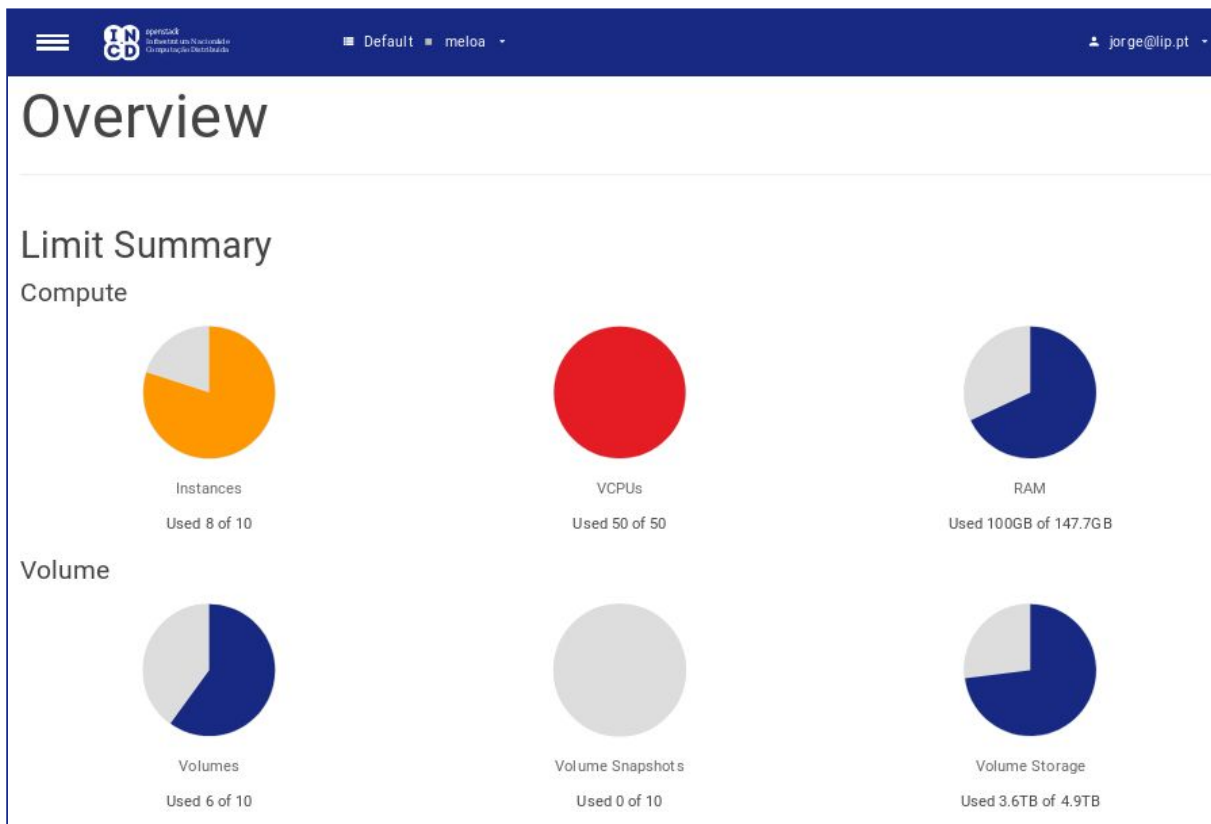 INCD
openstack
Default meloa
jorge@lip.pt
Overview
Limit Summary
Compute
Instances
VCPUs
RAM
Used 8 of 10
Used 50 of 50
Used 100GB of 147.7GB
Volume
Volumes
Volume Snapshots
Volume Storage
Used 6 of 10
Used 0 of 10
Used 3.6TB of 4.9TB